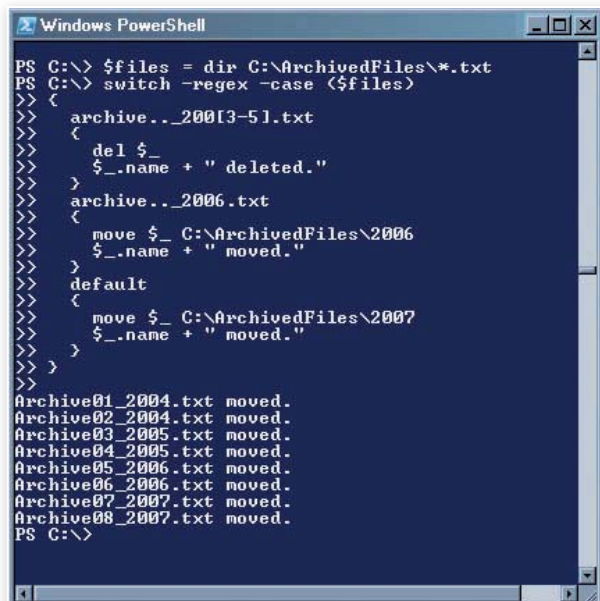 Windows PowerShell
PS C:\> $files = dir C:\ArchivedFiles\*.txt
PS C:\> switch -regex -case ($files)
>> {
>>   archive.._200[3-5].txt
>>   {
>>     del $_
>>     $_.name + " deleted."
>>   }
>>   archive.._2006.txt
>>   {
>>     move $_ C:\ArchivedFiles\2006
>>     $_.name + " moved."
>>   }
>>   default
>>   {
>>     move $_ C:\ArchivedFiles\2007
>>     $_.name + " moved."
>>   }
>> }
>>
Archive01_2004.txt moved.
Archive02_2004.txt moved.
Archive03_2005.txt moved.
Archive04_2005.txt moved.
Archive05_2006.txt moved.
Archive06_2006.txt moved.
Archive07_2007.txt moved.
Archive08_2007.txt moved.
PS C:\>